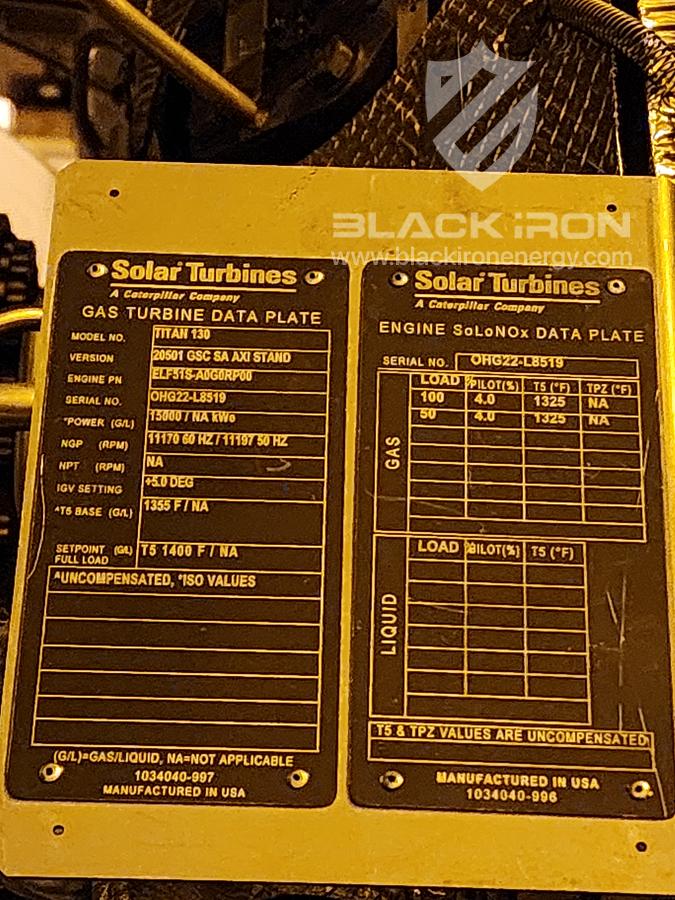 BLACK iRON
www.blackironenergy.com
Solar Turbines
A Caterpillar Company
GAS TURBINE DATA PLATE
MODEL NO. TITAN 130
VERSION 20501 GSC SA AXI STAND
ENGINE PN ELF51S-A0G0RP00
SERIAL NO. OHG22-L8519
*POWER (G/L) 15000 / NA kWe
NGP (RPM) 11170 60 HZ / 11197 50 HZ
NPT (RPM) NA
IGV SETTING +5.0 DEG
^T5 BASE (G/L) 1355 F / NA
SETPOINT (G/L) T5 1400 F / NA
FULL LOAD
^UNCOMPENSATED, *ISO VALUES
(G/L)=GAS/LIQUID, NA=NOT APPLICABLE
1034040-997
MANUFACTURED IN USA
Solar Turbines
A Caterpillar Company
ENGINE SoLoNOx DATA PLATE
SERIAL NO. OHG22-L8519
GAS
LOAD % PILOT(%) T5 (°F) TPZ (°F)
100 4.0 1325 NA
50 4.0 1325 NA
LIQUID
LOAD % PILOT(%) T5 (°F)
T5 & TPZ VALUES ARE UNCOMPENSATED
MANUFACTURED IN USA
1034040-996